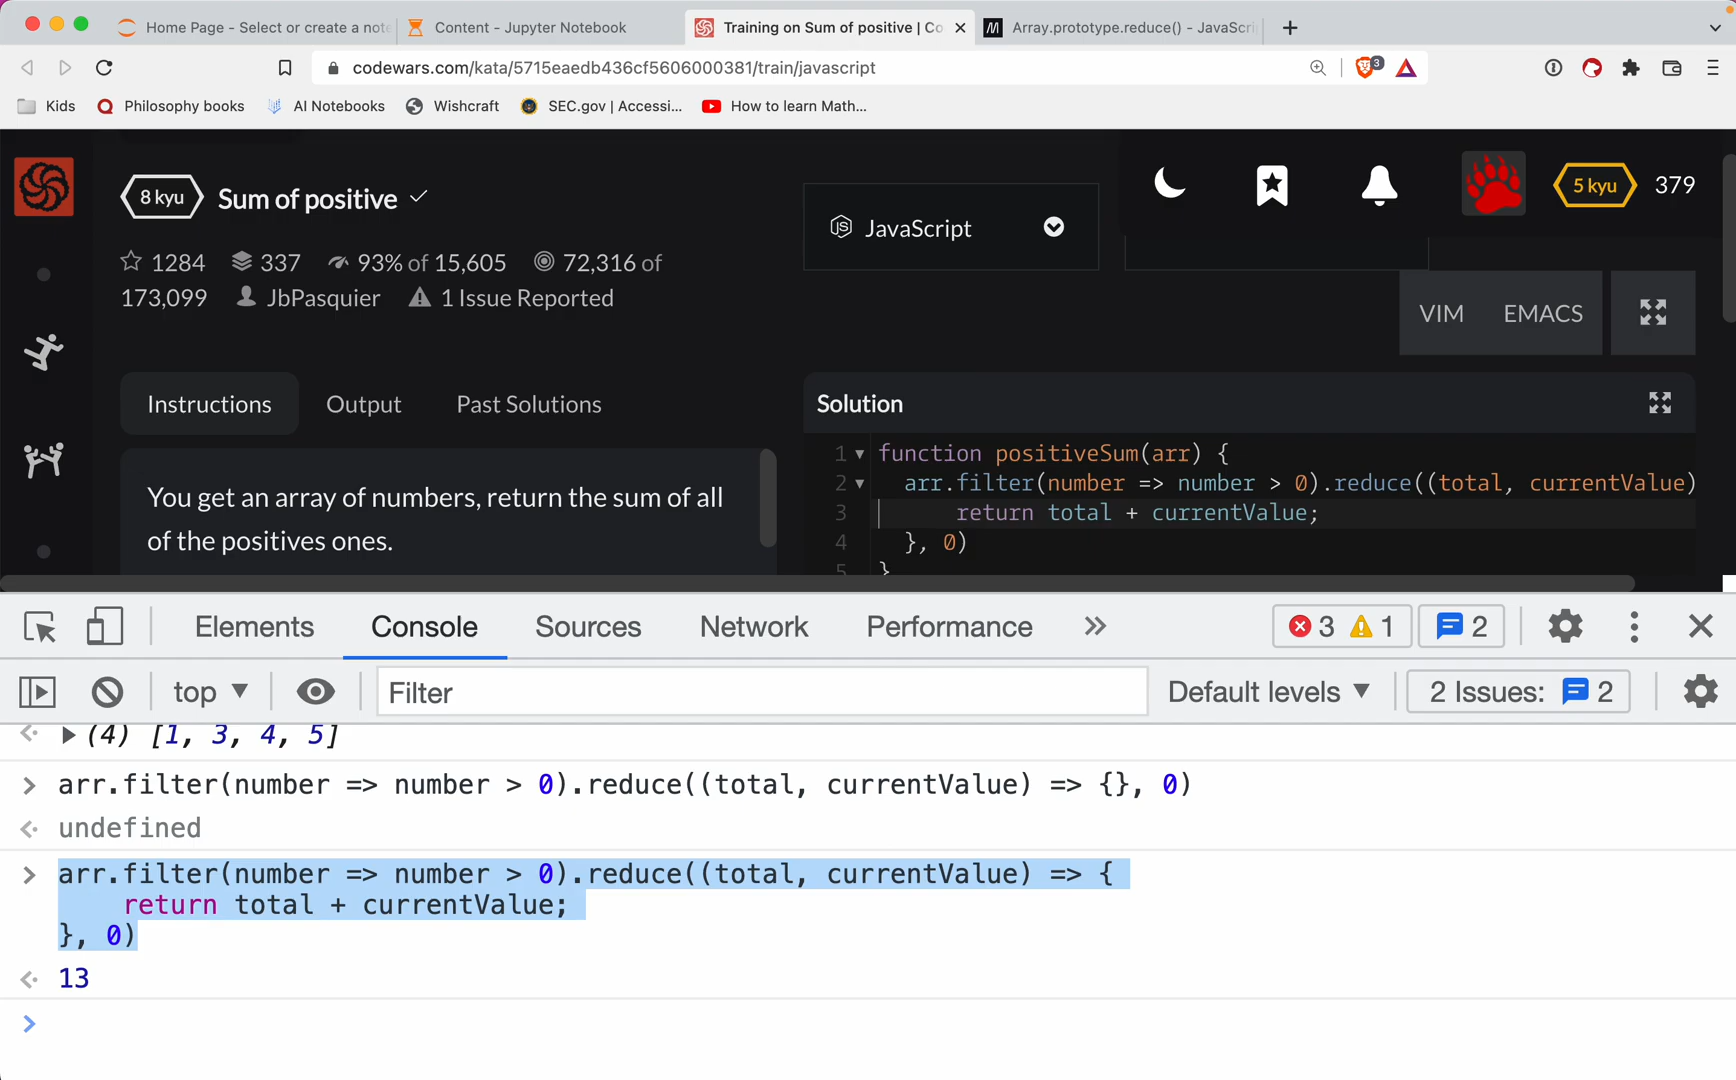 Home Page - Select or create a note
Content - Jupyter Notebook
Training on Sum of positive | Co
Array.prototype.reduce() - JavaScri
codewars.com/kata/5715eaedb436cf5606000381/train/javascript
3
Kids
Philosophy books
AI Notebooks
Wishcraft
SEC.gov | Accessi...
How to learn Math...
8 kyu
Sum of positive
JavaScript
5 kyu
379
1284
337
93% of 15,605
72,316 of
173,099
JbPasquier
1 Issue Reported
VIM
EMACS
Instructions
Output
Past Solutions
You get an array of numbers, return the sum of all
of the positives ones.
Solution
1 function positiveSum(arr) {
2 arr.filter(number => number > 0).reduce((total, currentValue)
3 return total + currentValue;
4 }, 0)
5 }
Elements
Console
Sources
Network
Performance
3
1
2
top
Filter
Default levels
2 Issues:
2
(4) [1, 3, 4, 5]
arr.filter(number => number > 0).reduce((total, currentValue) => {}, 0)
undefined
arr.filter(number => number > 0).reduce((total, currentValue) => {
return total + currentValue;
}, 0)
13